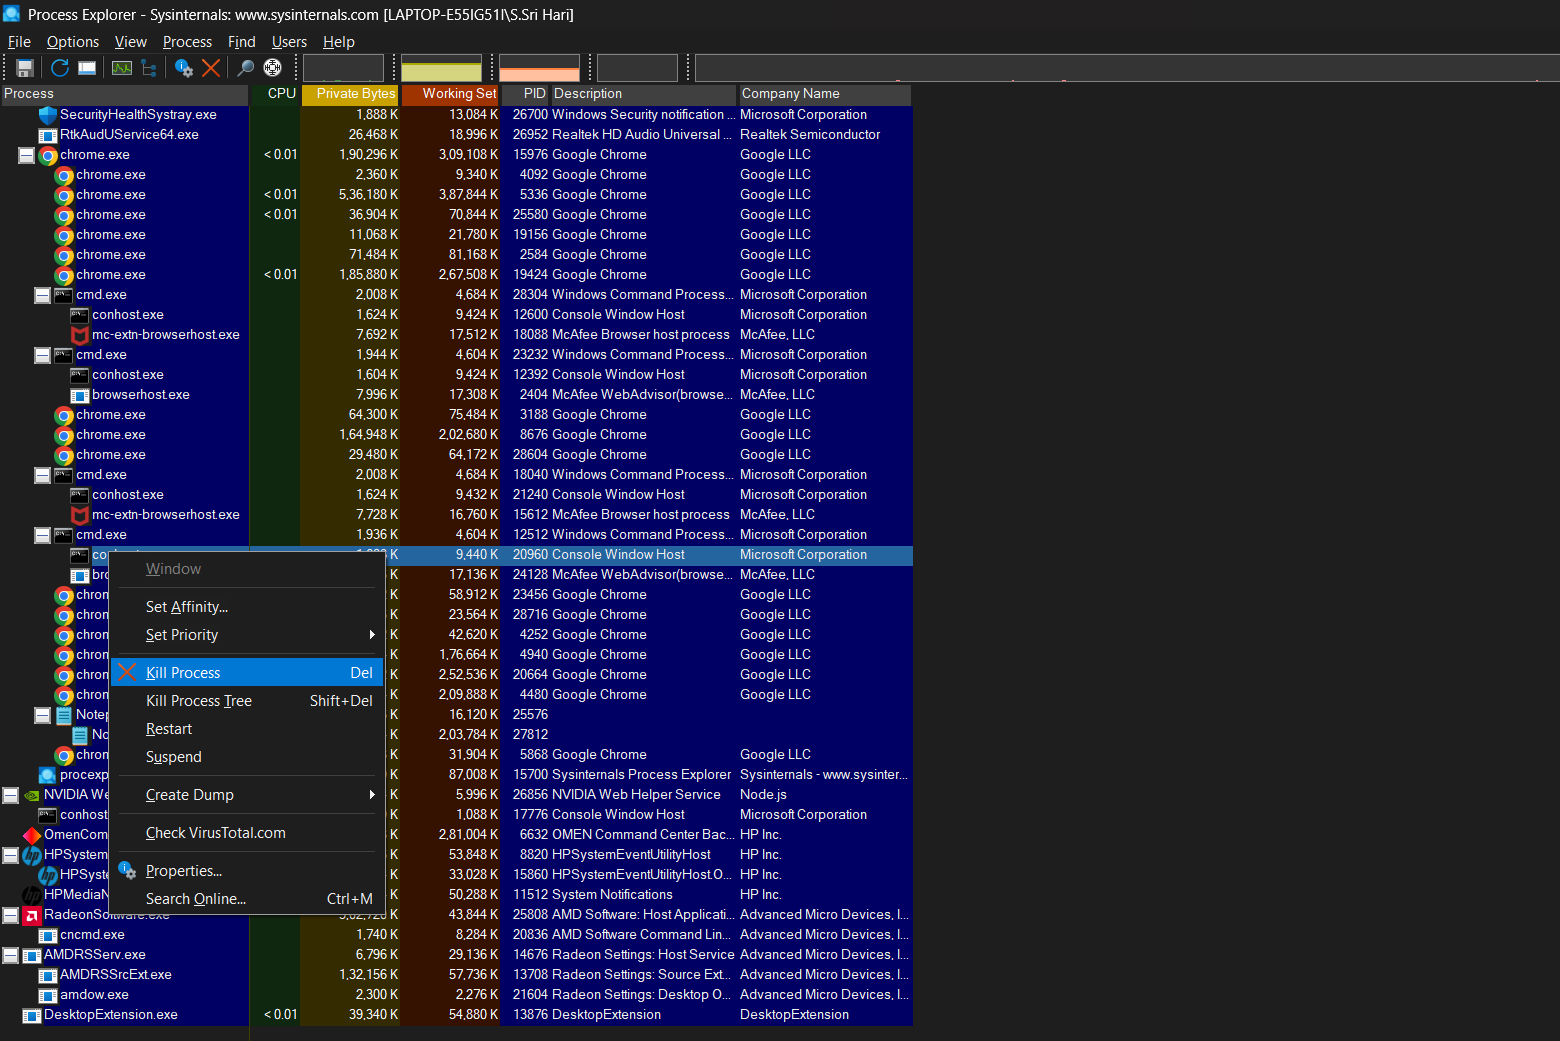 Process Explorer - Sysinternals: www.sysinternals.com [LAPTOP-E55IG51I\S.Sri Hari]
File Options View Process Find Users Help
Process CPU Private Bytes Working Set PID Description Company Name
SecurityHealthSystray.exe 1,888 K 13,084 K 26700 Windows Security notification ... Microsoft Corporation
RtkAudUService64.exe 26,468 K 18,996 K 26952 Realtek HD Audio Universal ... Realtek Semiconductor
chrome.exe < 0.01 1,90,296 K 3,09,108 K 15976 Google Chrome Google LLC
chrome.exe 2,360 K 9,340 K 4092 Google Chrome Google LLC
chrome.exe < 0.01 5,36,180 K 3,87,844 K 5336 Google Chrome Google LLC
chrome.exe < 0.01 36,904 K 70,844 K 25580 Google Chrome Google LLC
chrome.exe 11,068 K 21,780 K 19156 Google Chrome Google LLC
chrome.exe 71,484 K 81,168 K 2584 Google Chrome Google LLC
chrome.exe < 0.01 1,85,880 K 2,67,508 K 19424 Google Chrome Google LLC
cmd.exe 2,008 K 4,684 K 28304 Windows Command Process... Microsoft Corporation
conhost.exe 1,624 K 9,424 K 12600 Console Window Host Microsoft Corporation
mc-extn-browserhost.exe 7,692 K 17,512 K 18088 McAfee Browser host process McAfee, LLC
cmd.exe 1,944 K 4,604 K 23232 Windows Command Process... Microsoft Corporation
conhost.exe 1,604 K 9,424 K 12392 Console Window Host Microsoft Corporation
browserhost.exe 7,996 K 17,308 K 2404 McAfee WebAdvisor(browse... McAfee, LLC
chrome.exe 64,300 K 75,484 K 3188 Google Chrome Google LLC
chrome.exe 1,64,948 K 2,02,680 K 8676 Google Chrome Google LLC
chrome.exe 29,480 K 64,172 K 28604 Google Chrome Google LLC
cmd.exe 2,008 K 4,684 K 18040 Windows Command Process... Microsoft Corporation
conhost.exe 1,624 K 9,432 K 21240 Console Window Host Microsoft Corporation
mc-extn-browserhost.exe 7,728 K 16,760 K 15612 McAfee Browser host process McAfee, LLC
cmd.exe 1,936 K 4,604 K 12512 Windows Command Process... Microsoft Corporation
K 9,440 K 20960 Console Window Host Microsoft Corporation
K 17,136 K 24128 McAfee WebAdvisor(browse... McAfee, LLC
chron K 58,912 K 23456 Google Chrome Google LLC
chron K 23,564 K 28716 Google Chrome Google LLC
chron K 42,620 K 4252 Google Chrome Google LLC
chron K 1,76,664 K 4940 Google Chrome Google LLC
chron K 2,52,536 K 20664 Google Chrome Google LLC
chron K 2,09,888 K 4480 Google Chrome Google LLC
Notep K 16,120 K 25576
No K 2,03,784 K 27812
chron K 31,904 K 5868 Google Chrome Google LLC
procexp K 87,008 K 15700 Sysinternals Process Explorer Sysinternals - www.sysinter...
NVIDIA We K 5,996 K 26856 NVIDIA Web Helper Service Node.js
conhost K 1,088 K 17776 Console Window Host Microsoft Corporation
OmenCom K 2,81,004 K 6632 OMEN Command Center Bac... HP Inc.
HPSystem K 53,848 K 8820 HPSystemEventUtilityHost HP Inc.
HPSyste K 33,028 K 15860 HPSystemEventUtilityHost.O... HP Inc.
HPMediaN K 50,288 K 11512 System Notifications HP Inc.
RadeonSoftware.exe K 43,844 K 25808 AMD Software: Host Applicati... Advanced Micro Devices, I...
cncmd.exe 1,740 K 8,284 K 20836 AMD Software Command Lin... Advanced Micro Devices, I...
AMDRSServ.exe 6,796 K 29,136 K 14676 Radeon Settings: Host Service Advanced Micro Devices, I...
AMDRSSrcExt.exe 1,32,156 K 57,736 K 13708 Radeon Settings: Source Ext... Advanced Micro Devices, I...
amdow.exe 2,300 K 2,276 K 21604 Radeon Settings: Desktop O... Advanced Micro Devices, I...
DesktopExtension.exe < 0.01 39,340 K 54,880 K 13876 DesktopExtension DesktopExtension
Window
Set Affinity...
Set Priority
Kill Process Del
Kill Process Tree Shift+Del
Restart
Suspend
Create Dump
Check VirusTotal.com
Properties...
Search Online... Ctrl+M